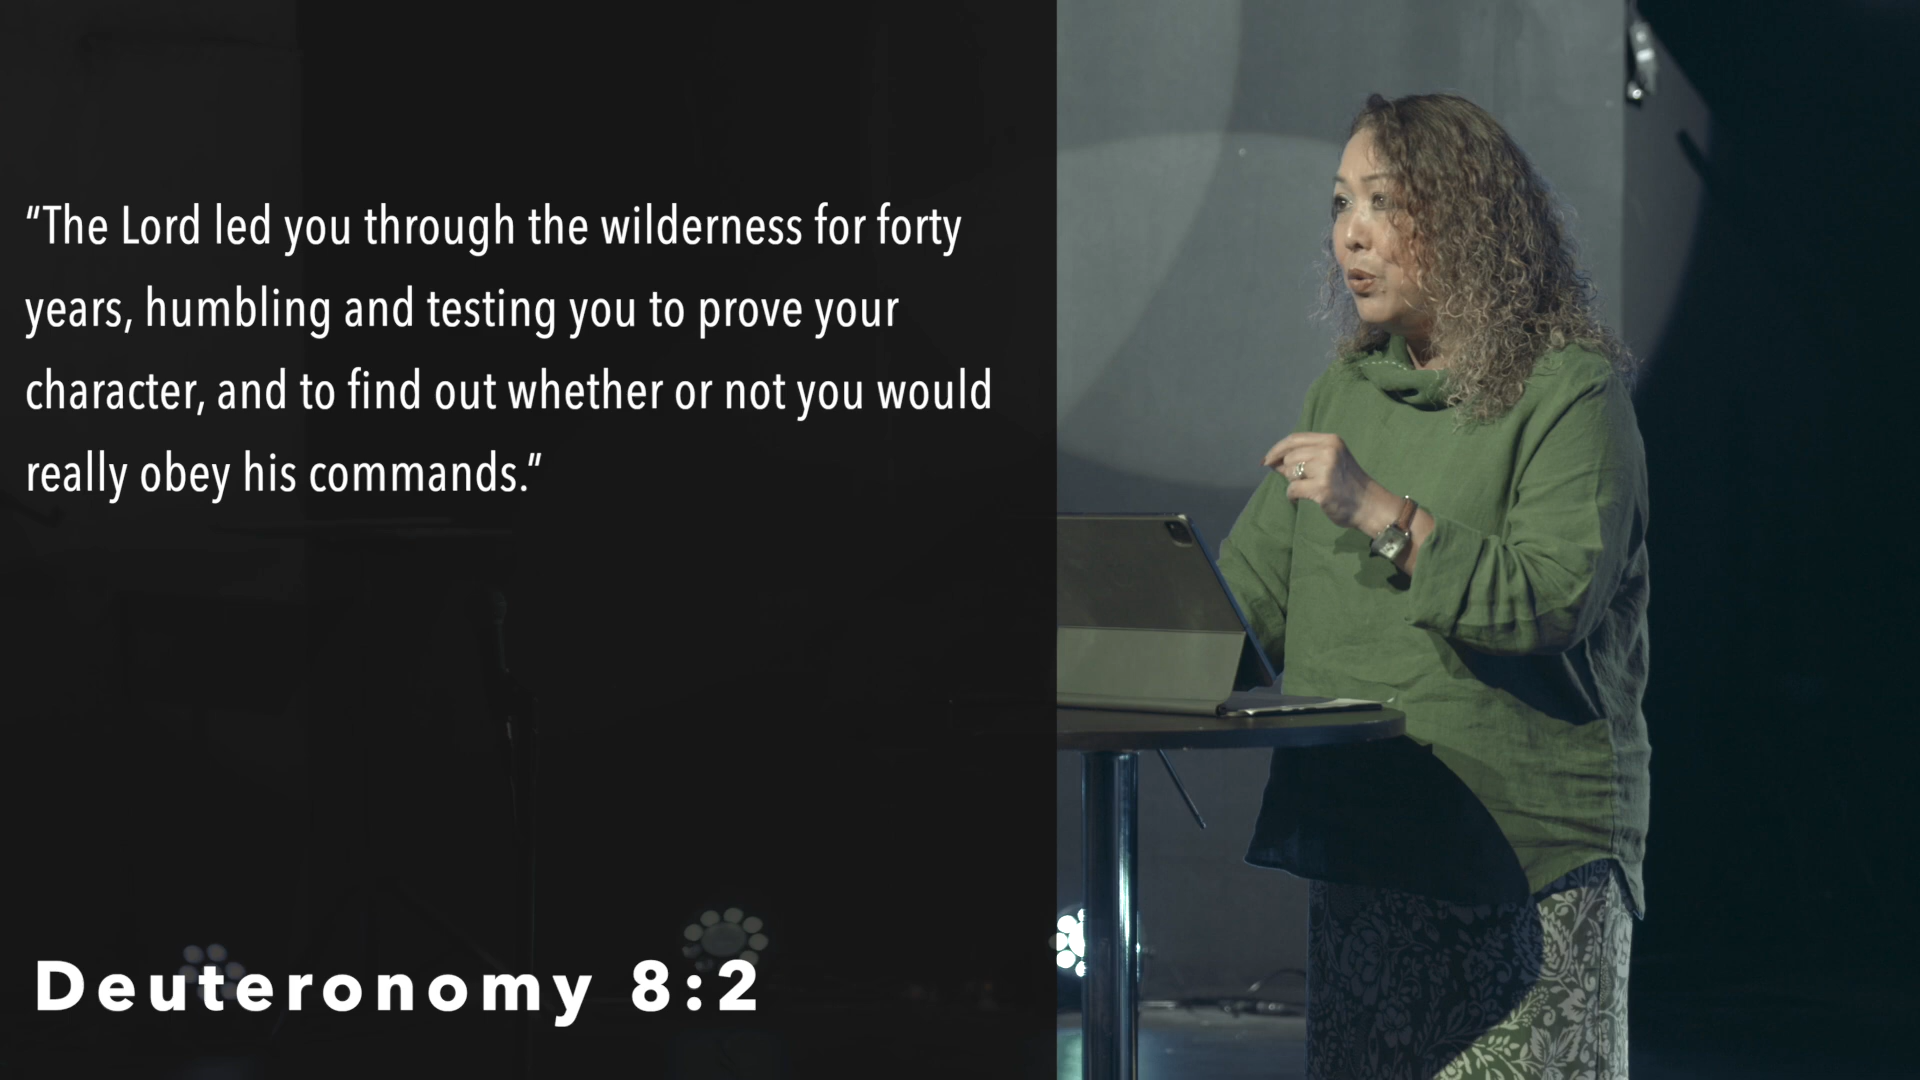 “The Lord led you through the wilderness for forty
years, humbling and testing you to prove your
character, and to find out whether or not you would
really obey his commands.”
Deuteronomy 8:2